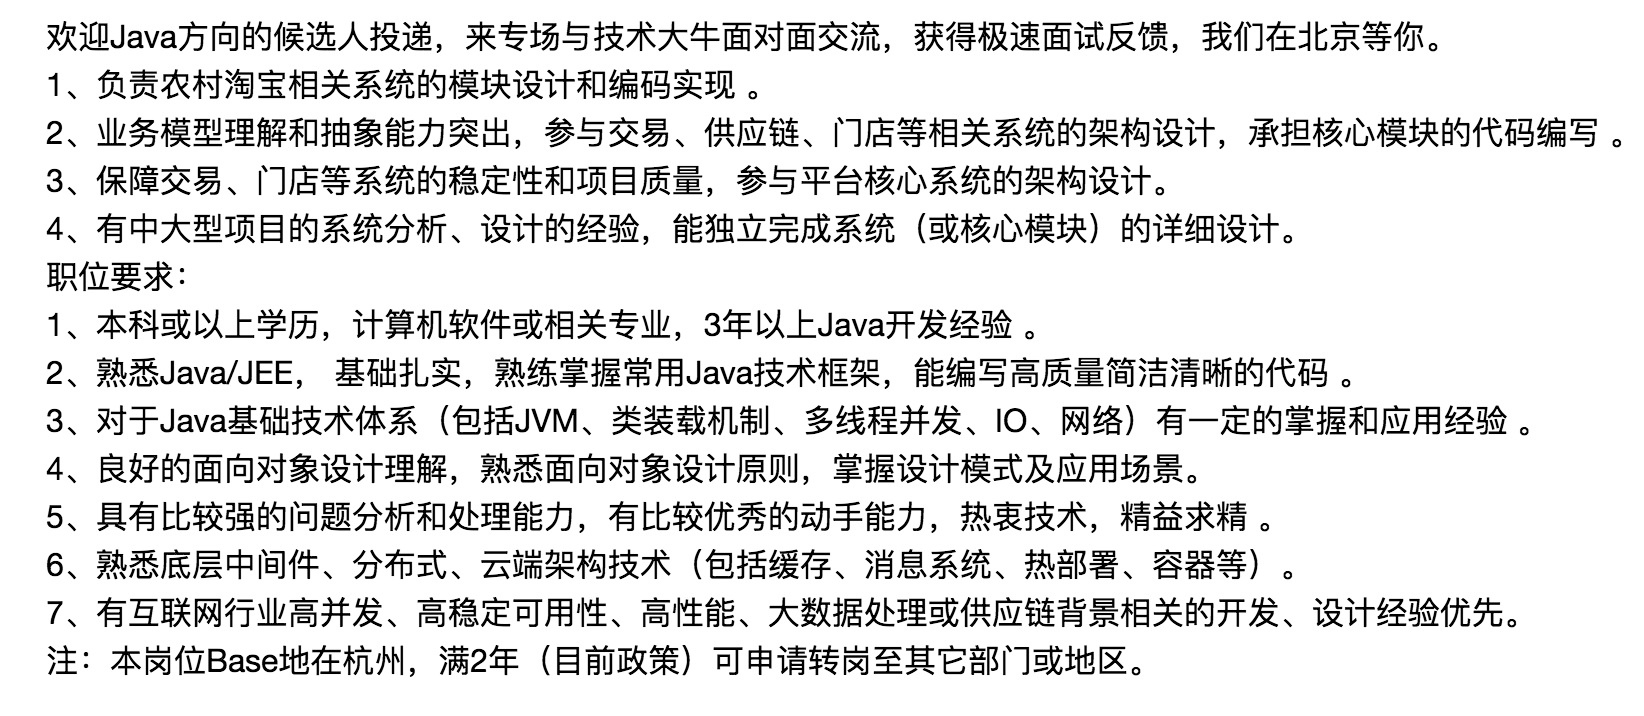 欢迎Java方向的候选人投递，来专场与技术大牛面对面交流，获得极速面试反馈，我们在北京等你。
1、负责农村淘宝相关系统的模块设计和编码实现 。
2、业务模型理解和抽象能力突出，参与交易、供应链、门店等相关系统的架构设计，承担核心模块的代码编写 。
3、保障交易、门店等系统的稳定性和项目质量，参与平台核心系统的架构设计。
4、有中大型项目的系统分析、设计的经验，能独立完成系统（或核心模块）的详细设计。
职位要求：
1、本科或以上学历，计算机软件或相关专业，3年以上Java开发经验 。
2、熟悉Java/JEE， 基础扎实，熟练掌握常用Java技术框架，能编写高质量简洁清晰的代码 。
3、对于Java基础技术体系（包括JVM、类装载机制、多线程并发、IO、网络）有一定的掌握和应用经验 。
4、良好的面向对象设计理解，熟悉面向对象设计原则，掌握设计模式及应用场景。
5、具有比较强的问题分析和处理能力，有比较优秀的动手能力，热衷技术，精益求精 。
6、熟悉底层中间件、分布式、云端架构技术（包括缓存、消息系统、热部署、容器等）。
7、有互联网行业高并发、高稳定可用性、高性能、大数据处理或供应链背景相关的开发、设计经验优先。
注：本岗位Base地在杭州，满2年（目前政策）可申请转岗至其它部门或地区。